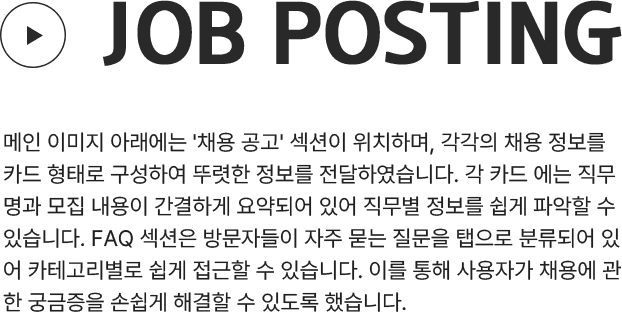 JOB POSTING
메인 이미지 아래에는 '채용 공고' 섹션이 위치하며, 각각의 채용 정보를
카드 형태로 구성하여 뚜렷한 정보를 전달하였습니다. 각 카드 에는 직무
명과 모집 내용이 간결하게 요약되어 있어 직무별 정보를 쉽게 파악할 수
있습니다. FAQ 섹션은 방문자들이 자주 묻는 질문을 탭으로 분류되어 있
어 카테고리별로 쉽게 접근할 수 있습니다. 이를 통해 사용자가 채용에 관
한 궁금증을 손쉽게 해결할 수 있도록 했습니다.